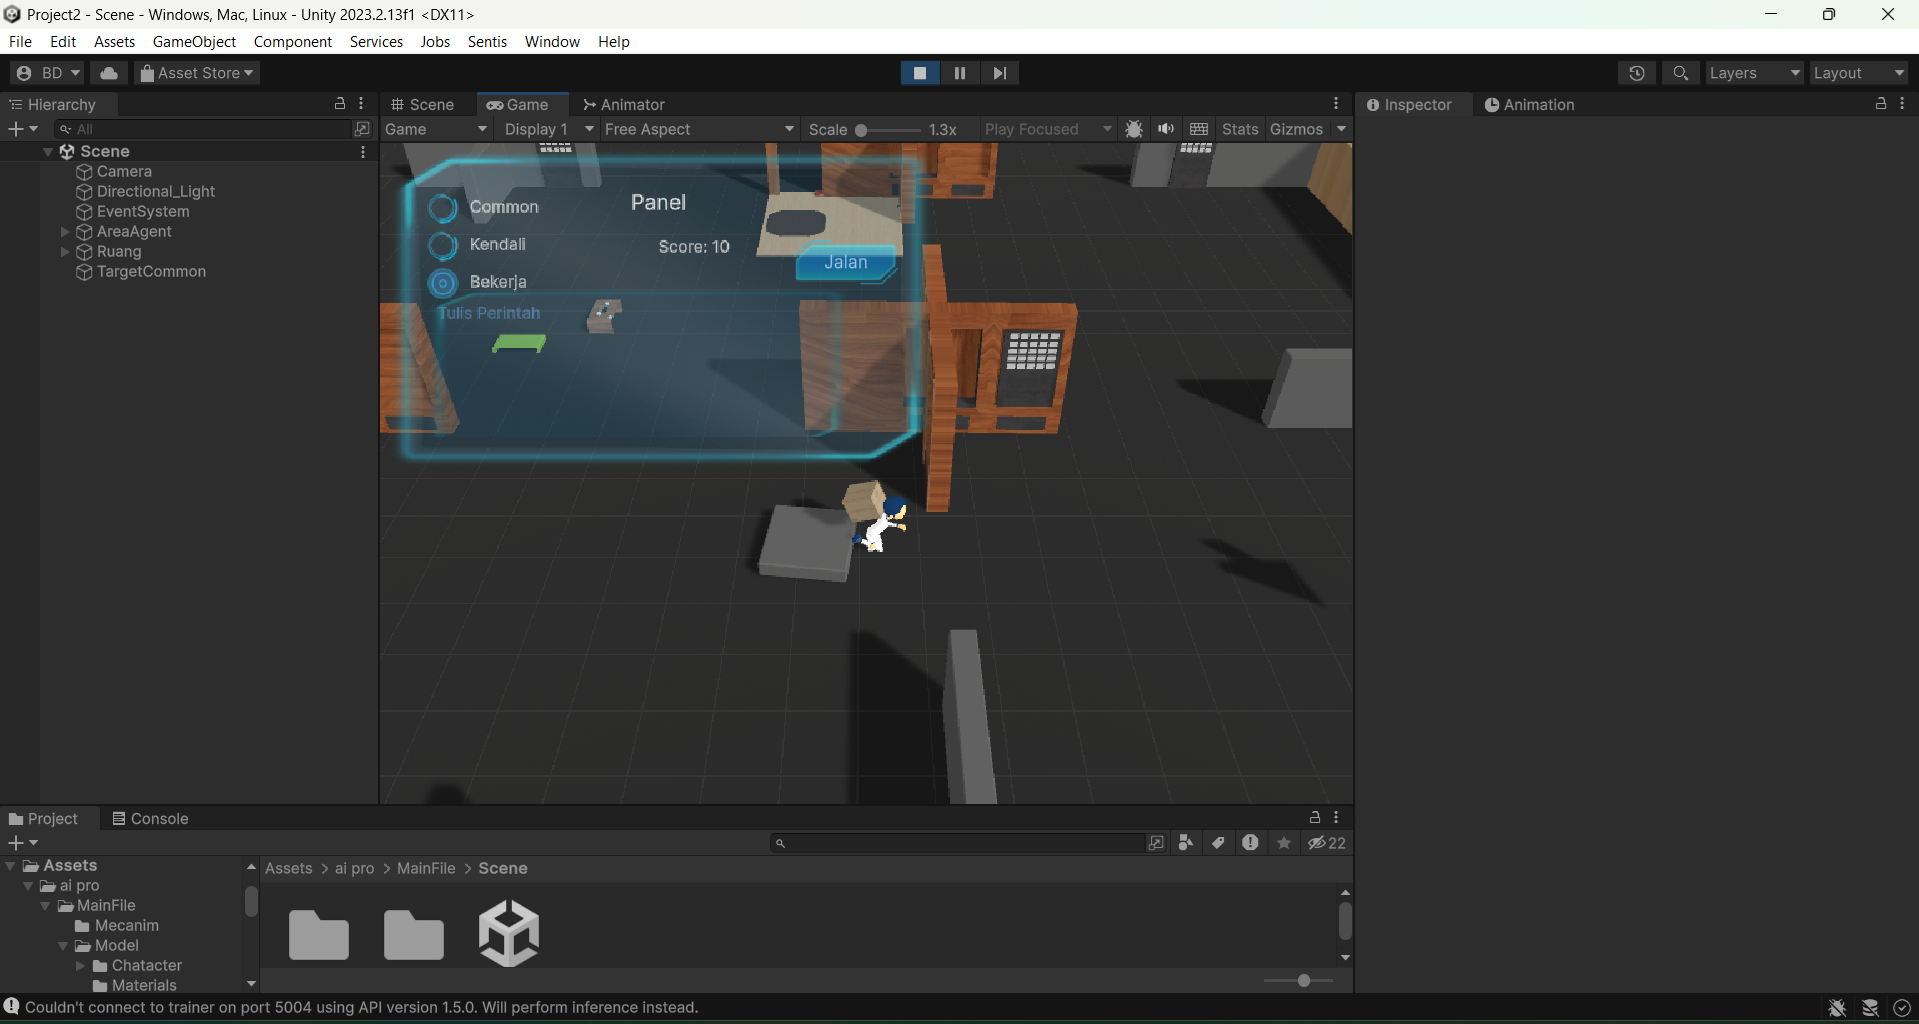 Project2 - Scene - Windows, Mac, Linux - Unity 2023.2.13f1 <DX11>
File Edit Assets GameObject Component Services Jobs Sentis Window Help
BD Asset Store Layers Layout
Hierarchy Scene Game Animator Inspector Animation
All Game Display 1 Free Aspect Scale 1.3x Play Focused Stats Gizmos
Scene
Camera
Directional_Light
EventSystem
AreaAgent
Ruang
TargetCommon
Common Panel
Kendali Score: 10
Jalan
Bekerja
Tulis Perintah
Project Console
22
Assets Assets > ai pro > MainFile > Scene
ai pro
MainFile
Mecanim
Model
Chatacter
Materials
Couldn't connect to trainer on port 5004 using API version 1.5.0. Will perform inference instead.